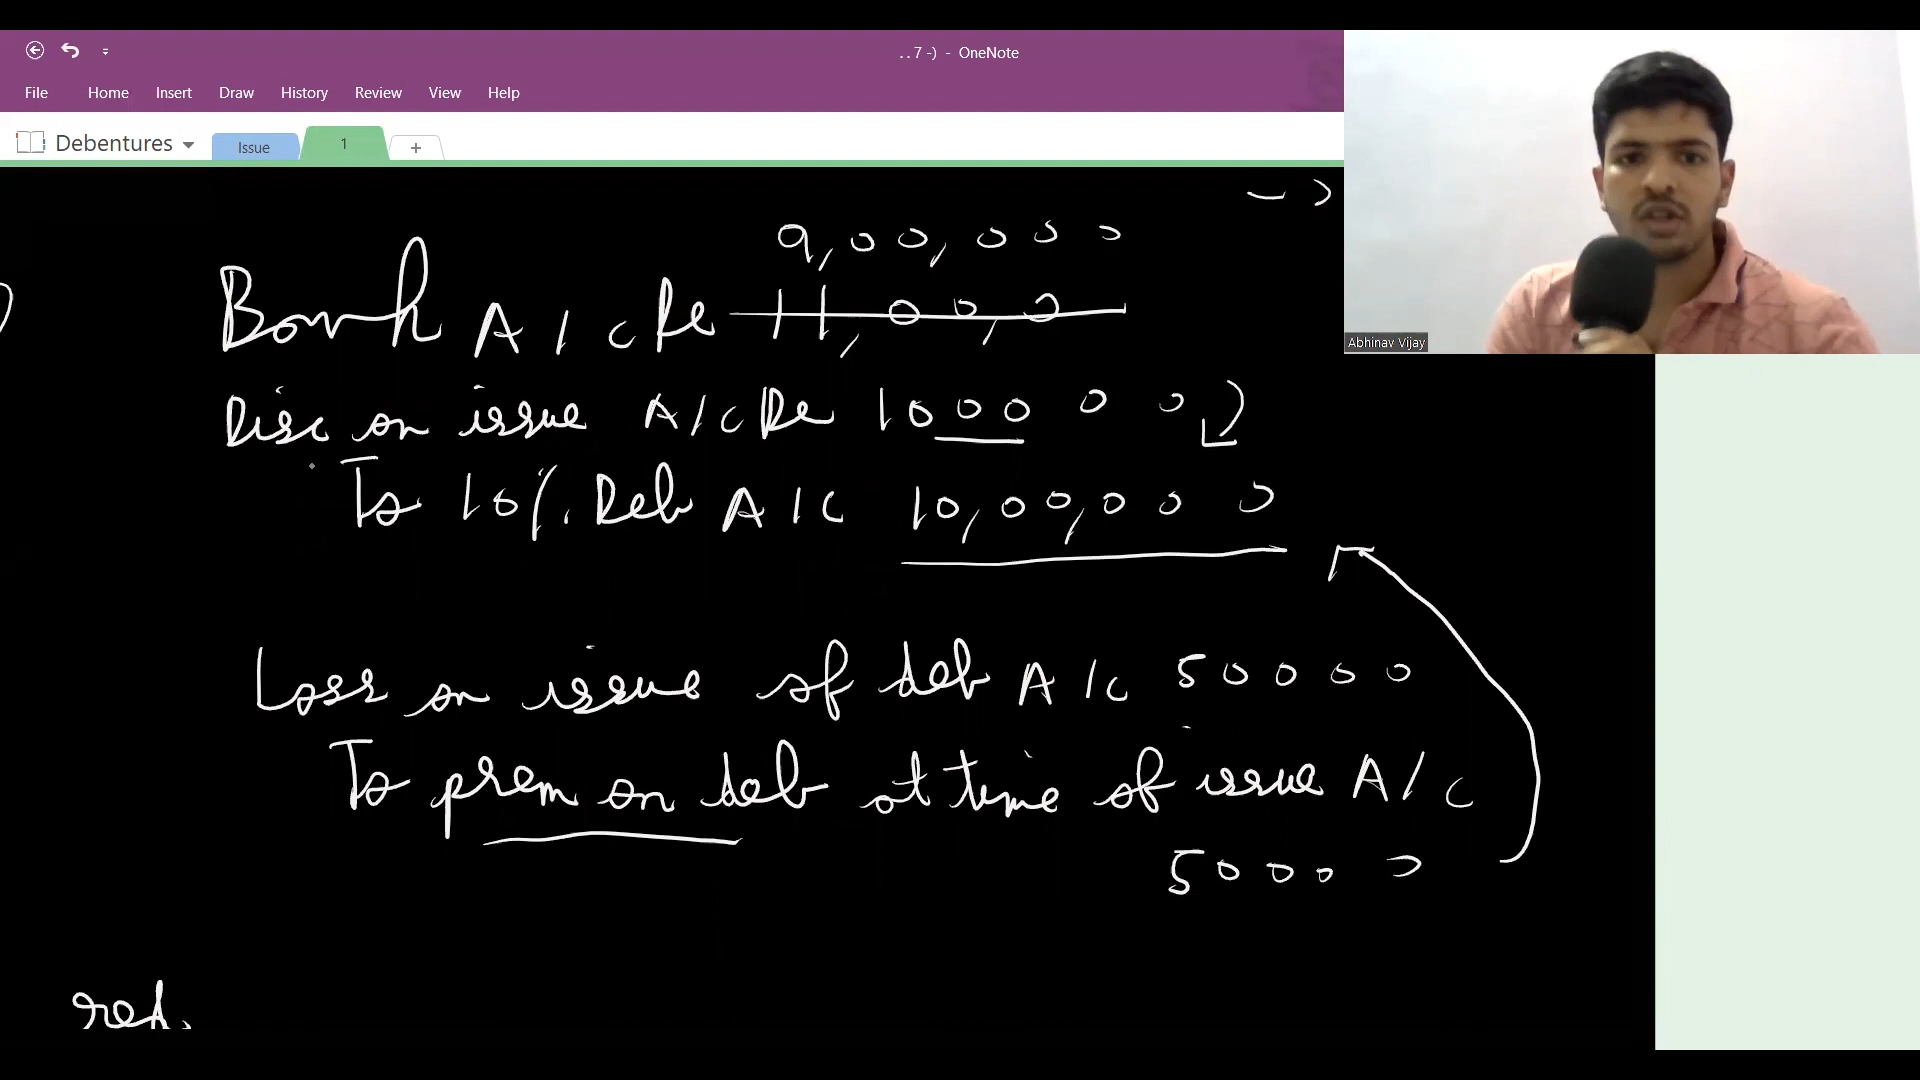 . . 7 -) - OneNote
File Home Insert Draw History Review View Help
Debentures Issue 1 +
Abhinav Vijay
9,00,000
Bank A/c Dr 11,00,0
Disc on issue A/c Dr 100000
To 10% Deb A/c 10,00,000
Loss on issue of deb A/c 50000
To prem on deb at time of issue A/c
50000
red.